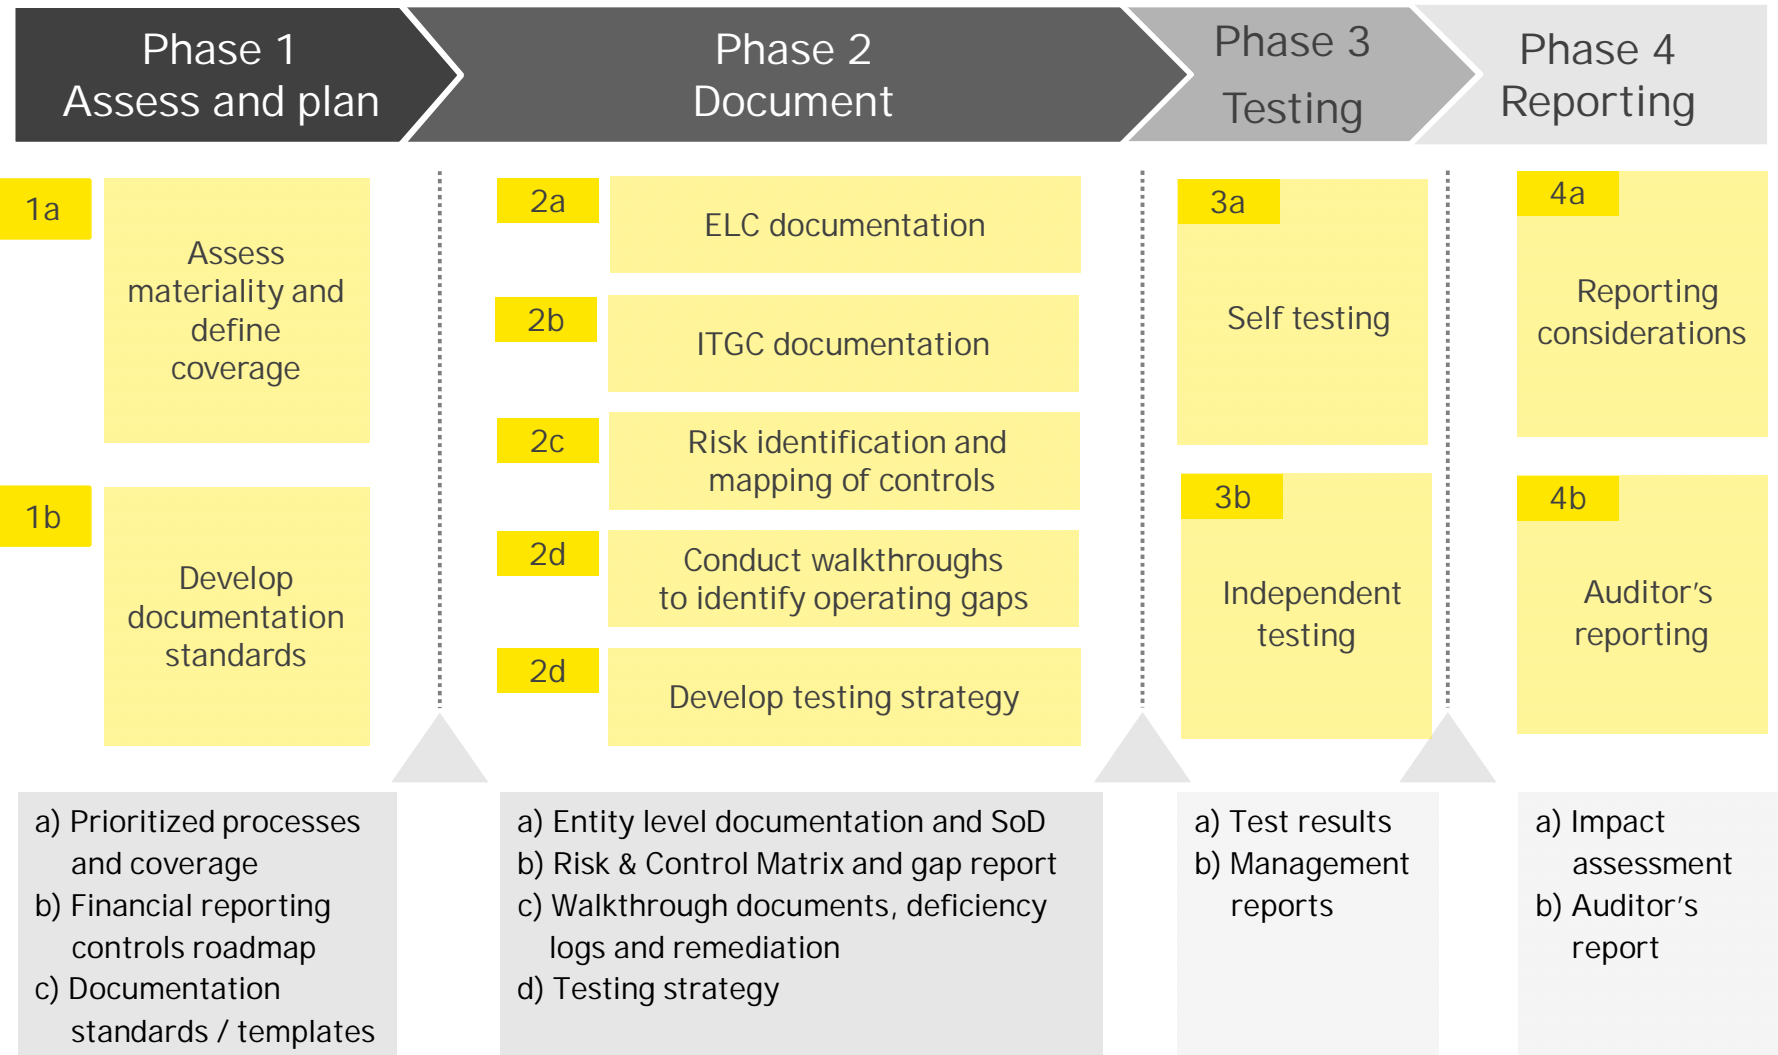 Phase 1
Assess and plan
Phase 2
Document
Phase 3
Testing
Phase 4
Reporting
1a
Assess
materiality and
define
coverage
1b
Develop
documentation
standards
2a
ELC documentation
2b
ITGC documentation
2c
Risk identification and
mapping of controls
2d
Conduct walkthroughs
to identify operating gaps
2d
Develop testing strategy
3a
Self testing
3b
Independent
testing
4a
Reporting
considerations
4b
Auditor’s
reporting
a) Prioritized processes
and coverage
b) Financial reporting
controls roadmap
c) Documentation
standards / templates
a) Entity level documentation and SoD
b) Risk & Control Matrix and gap report
c) Walkthrough documents, deficiency
logs and remediation
d) Testing strategy
a) Test results
b) Management
reports
a) Impact
assessment
b) Auditor’s
report